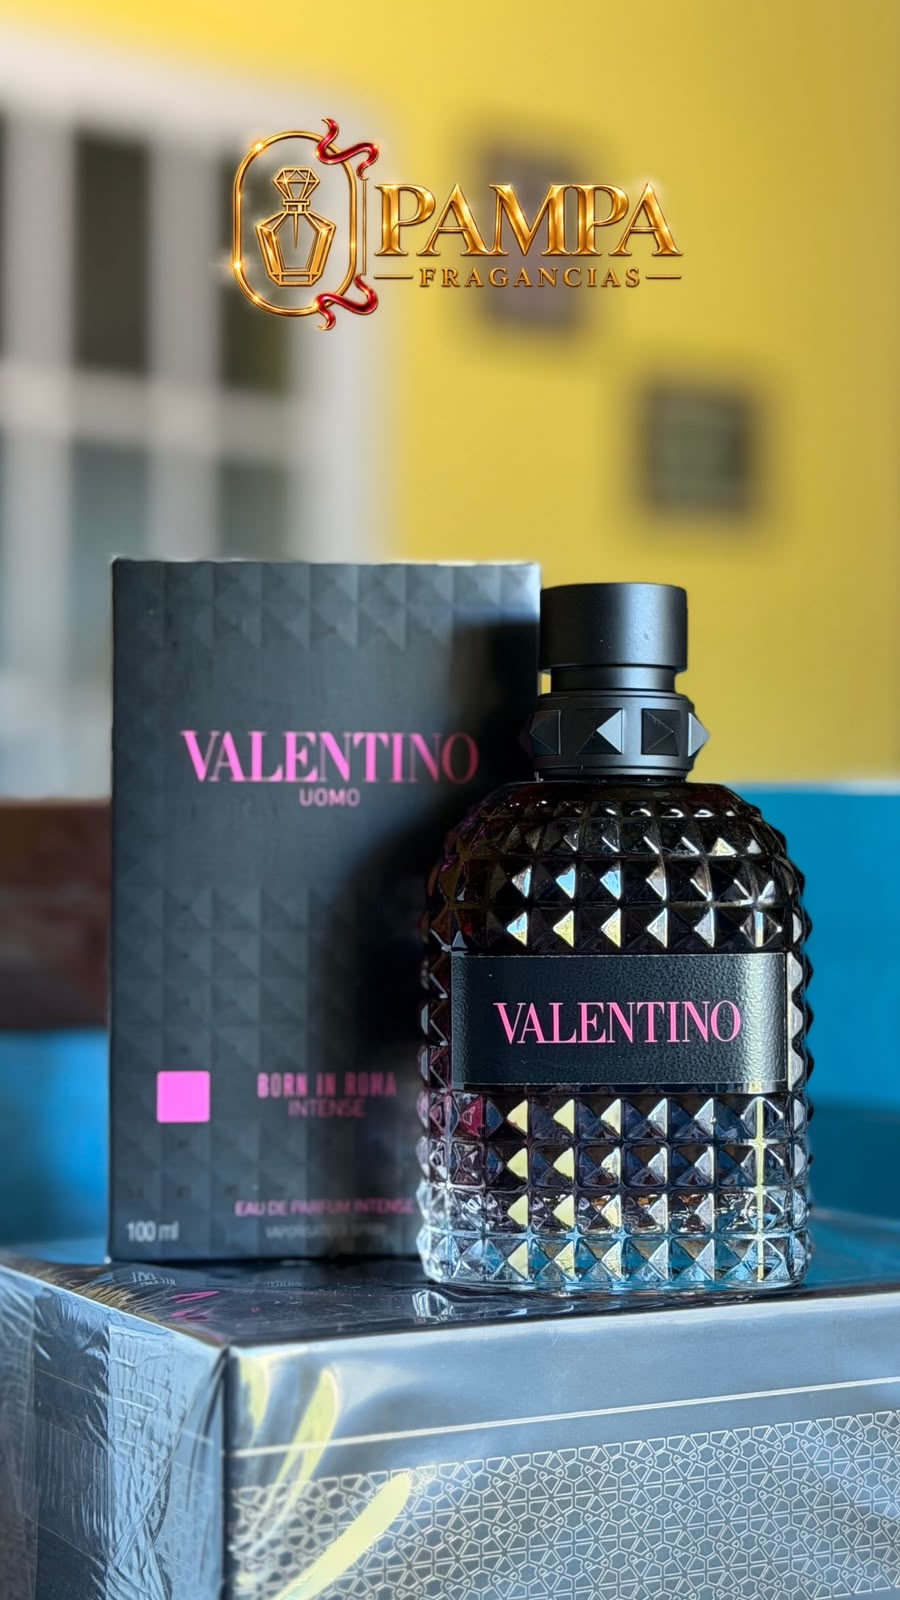 PAMPA
FRAGANCIAS
VALENTINO
UOMO
BORN IN ROMA
INTENSE
EAU DE PARFUM INTENSE
100 ml
VALENTINO